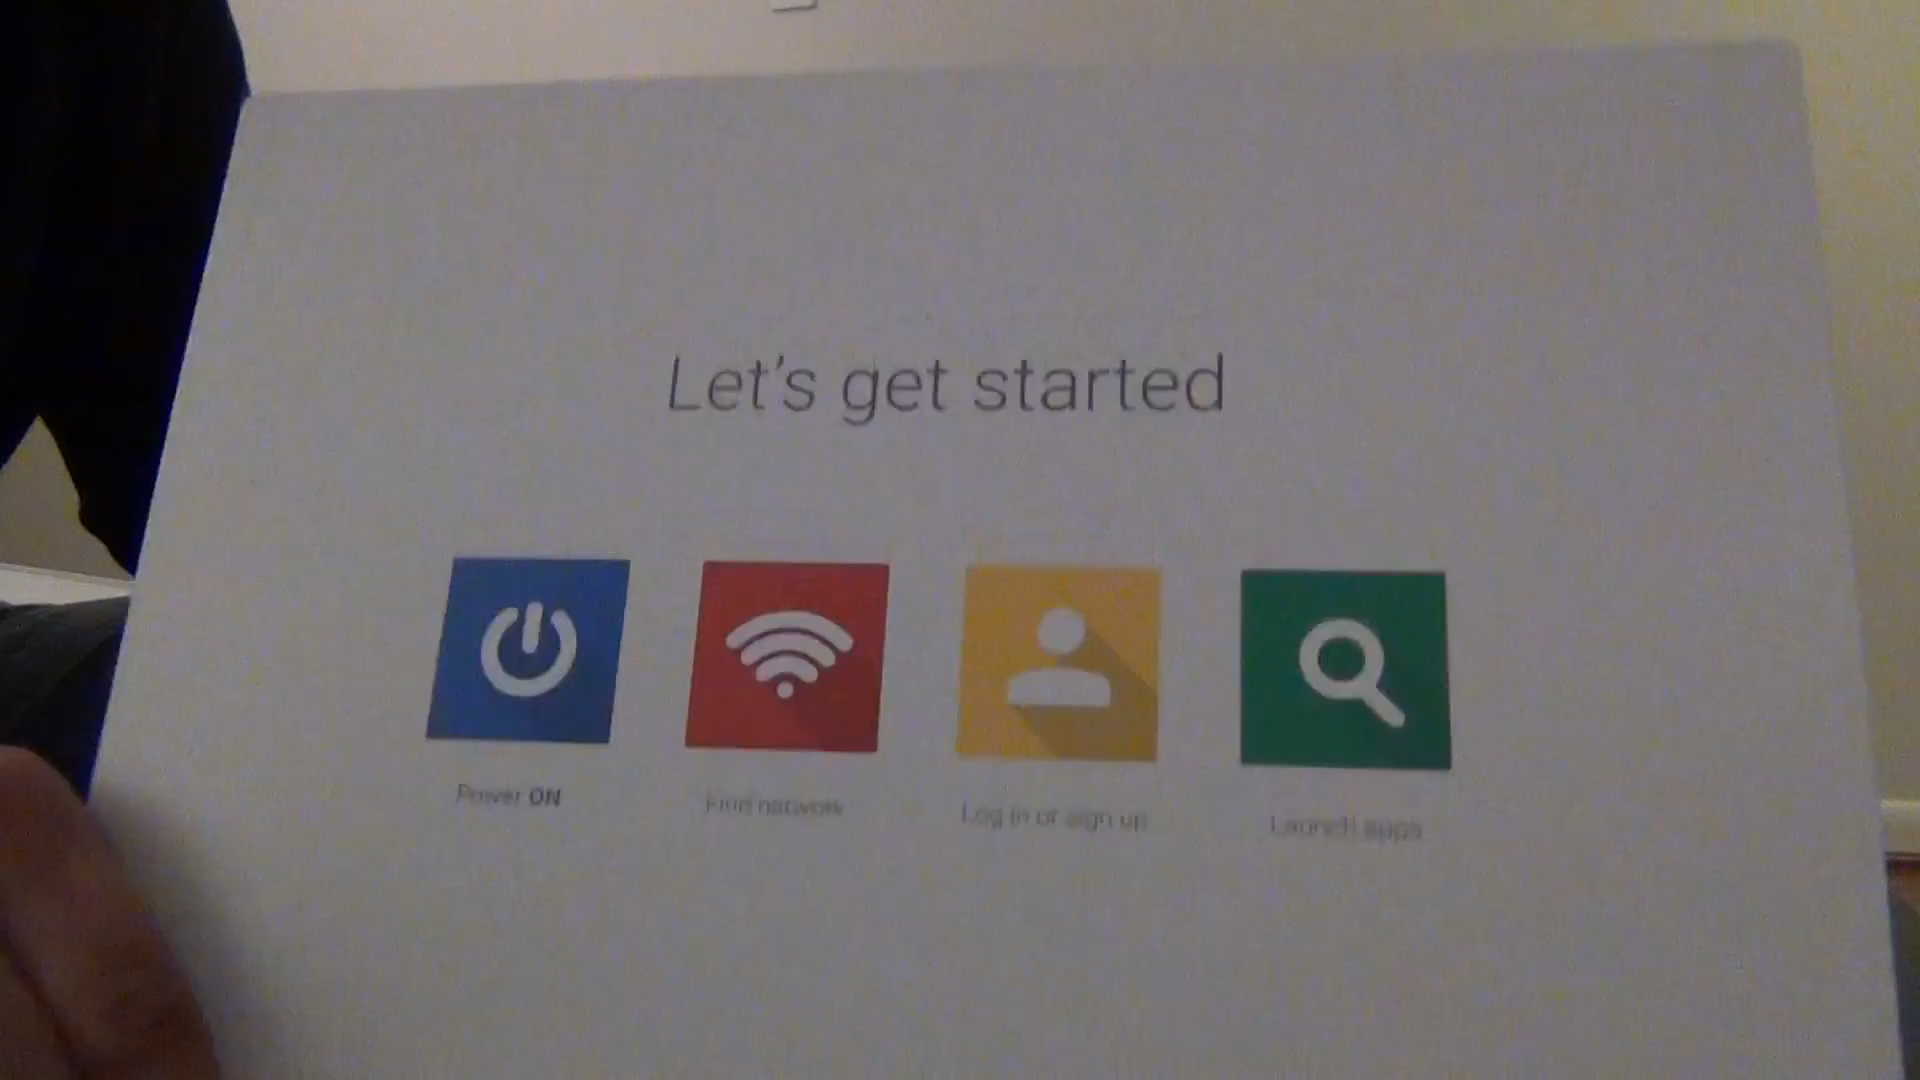 Let's get started
Power ON
Find network
Log in or sign up
Launch apps